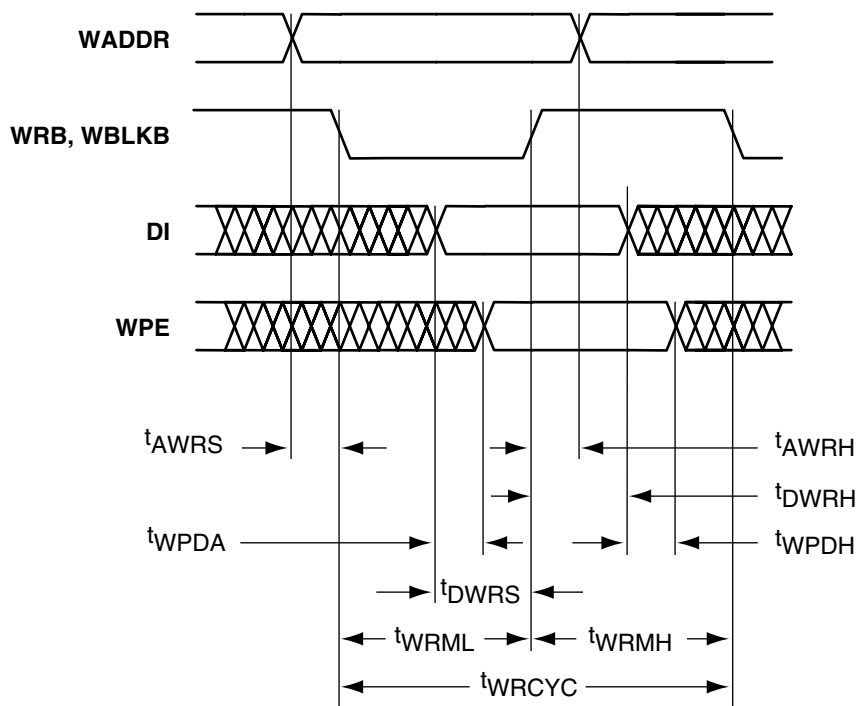 WADDR
WRB, WBLKB
DI
WPE
tAWRS
tAWRH
tDWRH
tWPDA
tWPDH
tDWRS
tWRML
tWRMH
tWRCYC